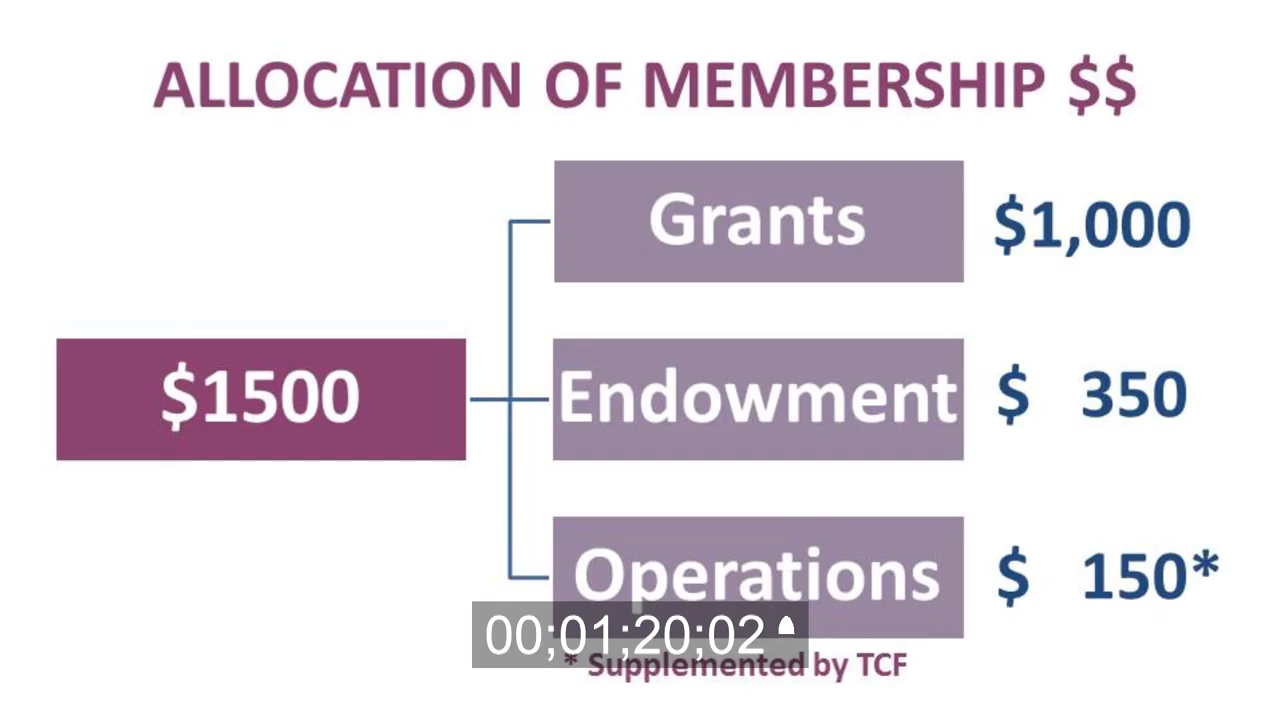 ALLOCATION OF MEMBERSHIP $$
Grants $1,000
$1500
Endowment $ 350
Operations $ 150*
00;01;20;02
* Supplemented by TCF